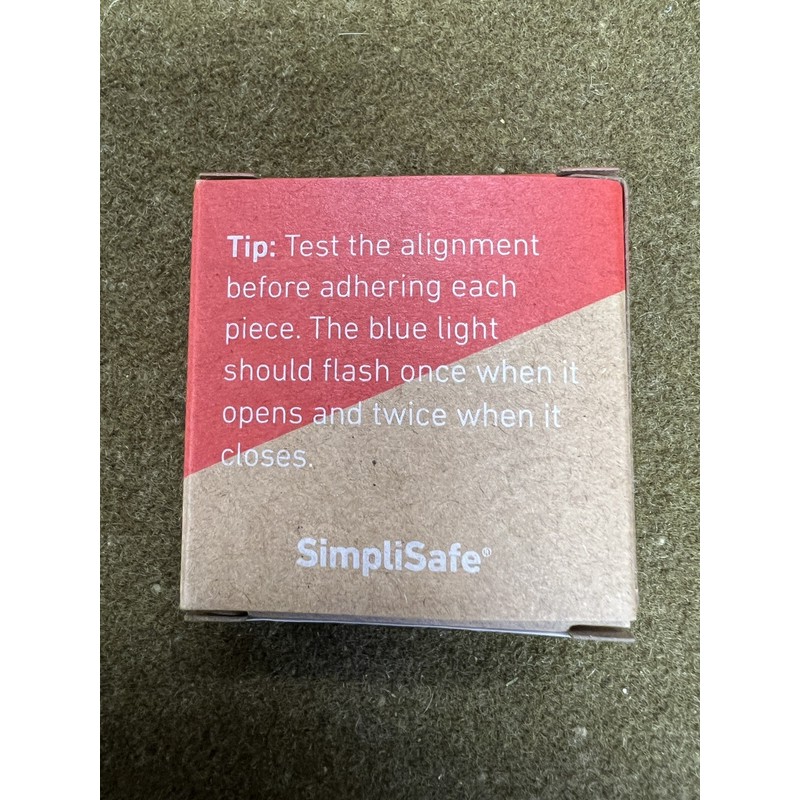 Tip: Test the alignment
before adhering each
piece. The blue light
should flash once when it
opens and twice when it
closes.
SimpliSafe®